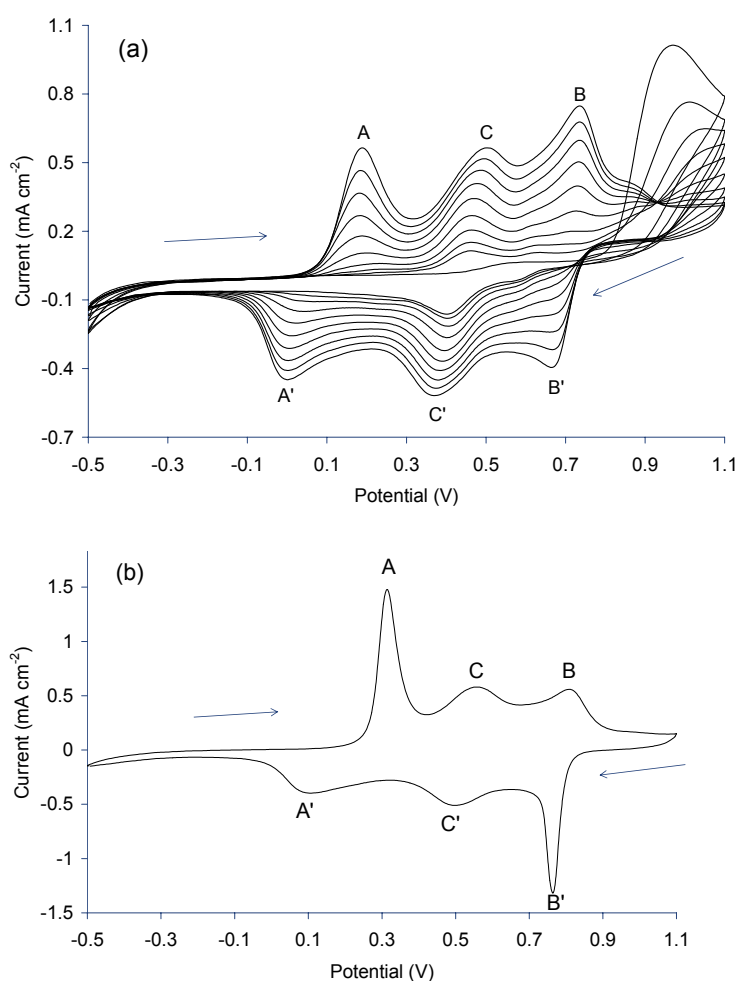 (a)
1.1
0.8
0.5
0.2
-0.1
-0.4
-0.7
Current (mA cm-2)
A
C
B
A'
C'
B'
-0.5 -0.3 -0.1 0.1 0.3 0.5 0.7 0.9 1.1
Potential (V)
(b)
1.5
1
0.5
0
-0.5
-1
-1.5
Current (mA cm-2)
A
C
B
A'
C'
B'
-0.5 -0.3 -0.1 0.1 0.3 0.5 0.7 0.9 1.1
Potential (V)